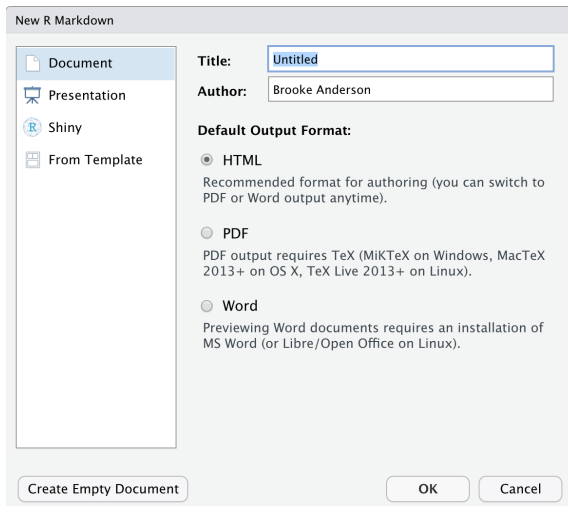 New R Markdown
Document
Presentation
R Shiny
From Template
Title: Untitled
Author: Brooke Anderson
Default Output Format:
HTML
Recommended format for authoring (you can switch to
PDF or Word output anytime).
PDF
PDF output requires TeX (MiKTeX on Windows, MacTeX
2013+ on OS X, TeX Live 2013+ on Linux).
Word
Previewing Word documents requires an installation of
MS Word (or Libre/Open Office on Linux).
Create Empty Document
OK
Cancel